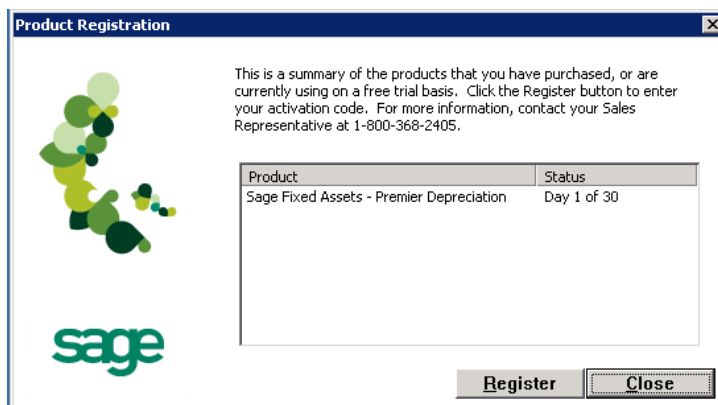 Product Registration
This is a summary of the products that you have purchased, or are
currently using on a free trial basis.  Click the Register button to enter
your activation code.  For more information, contact your Sales
Representative at 1-800-368-2405.
Product Status
Sage Fixed Assets - Premier Depreciation Day 1 of 30
sage
Register Close